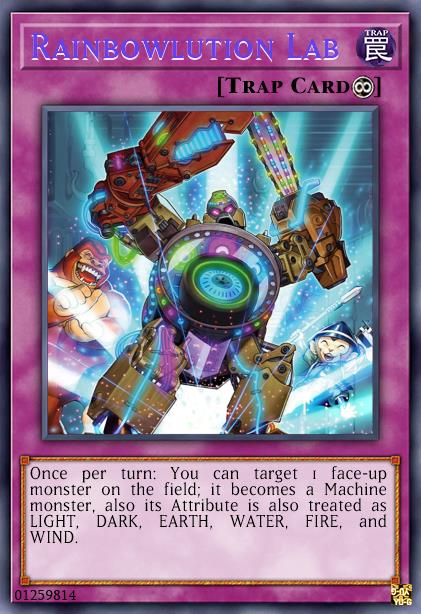 Rainbowlution Lab
TRAP
罠
[Trap Card]
Once per turn: You can target 1 face-up
monster on the field; it becomes a Machine
monster, also its Attribute is also treated as
LIGHT, DARK, EARTH, WATER, FIRE, and
WIND.
01259814